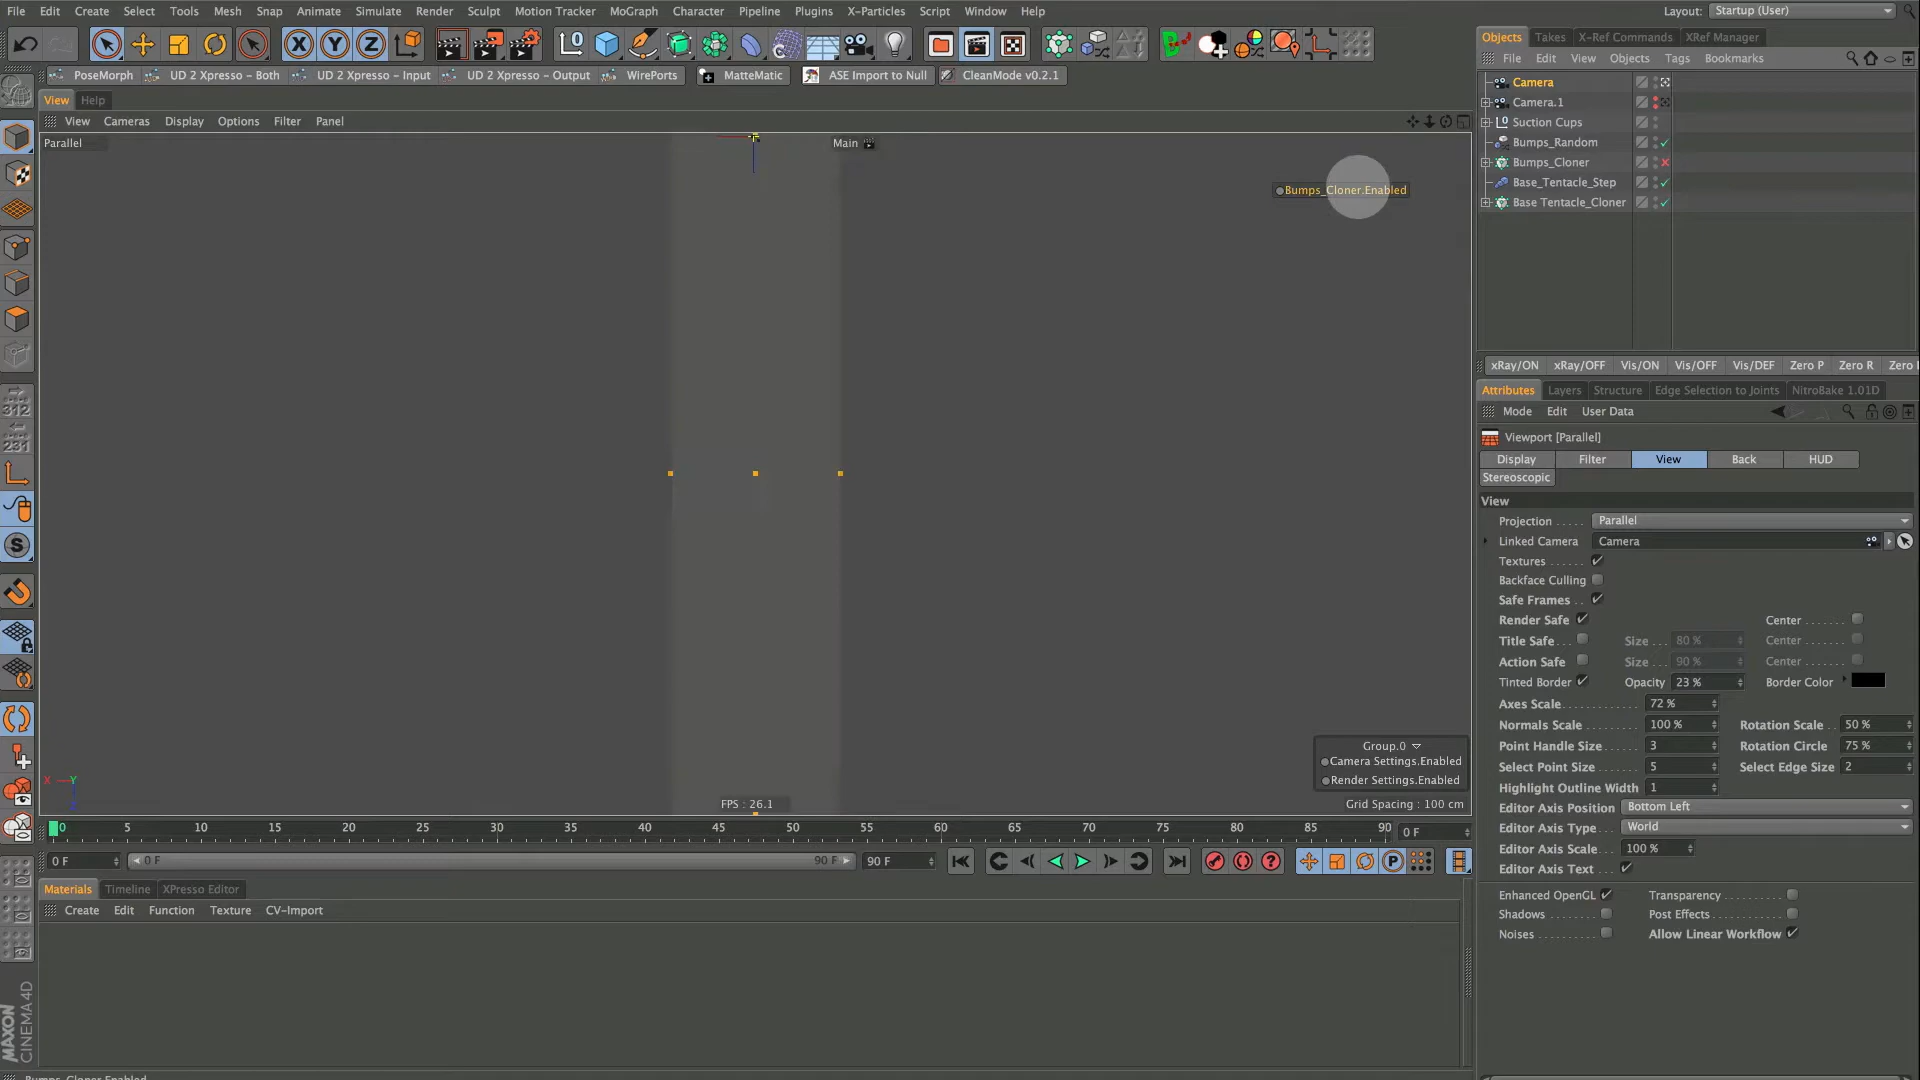 File Edit Create Select Tools Mesh Snap Animate Simulate Render Sculpt Motion Tracker MoGraph Character Pipeline Plugins X-Particles Script Window Help
Layout: Startup (User)
X Y Z
PoseMorph UD 2 Xpresso - Both UD 2 Xpresso - Input UD 2 Xpresso - Output WirePorts MatteMatic ASE Import to Null CleanMode v0.2.1
View Help
View Cameras Display Options Filter Panel
Parallel
Main
Bumps_Cloner.Enabled
X Y
Group.0
Camera Settings.Enabled
Render Settings.Enabled
FPS : 26.1
Grid Spacing : 100 cm
0 5 10 15 20 25 30 35 40 45 50 55 60 65 70 75 80 85 90
0 F
0 F
0 F
90 F
90 F
Materials Timeline XPresso Editor
Create Edit Function Texture CV-Import
312
231
S
MAXON
CINEMA 4D
Bumps_Cloner.Enabled
Objects Takes X-Ref Commands XRef Manager
File Edit View Objects Tags Bookmarks
Camera
Camera.1
Suction Cups
Bumps_Random
Bumps_Cloner
Base_Tentacle_Step
Base Tentacle_Cloner
xRay/ON xRay/OFF Vis/ON Vis/OFF Vis/DEF Zero P Zero R Zero
Attributes Layers Structure Edge Selection to Joints NitroBake 1.01D
Mode Edit User Data
Viewport [Parallel]
Display Filter View Back HUD
Stereoscopic
View
Projection ..... Parallel
Linked Camera Camera
Textures ......
Backface Culling
Safe Frames ..
Render Safe Center .......
Title Safe ... Size ... 80 % Center .......
Action Safe Size ... 90 % Center .......
Tinted Border Opacity 23 % Border Color
Axes Scale ............. 72 %
Normals Scale ......... 100 % Rotation Scale .. 50 %
Point Handle Size ...... 3 Rotation Circle 75 %
Select Point Size ...... 5 Select Edge Size 2
Highlight Outline Width 1
Editor Axis Position Bottom Left
Editor Axis Type ... World
Editor Axis Scale ... 100 %
Editor Axis Text ...
Enhanced OpenGL Transparency ...........
Shadows ......... Post Effects ............
Noises ........... Allow Linear Workflow